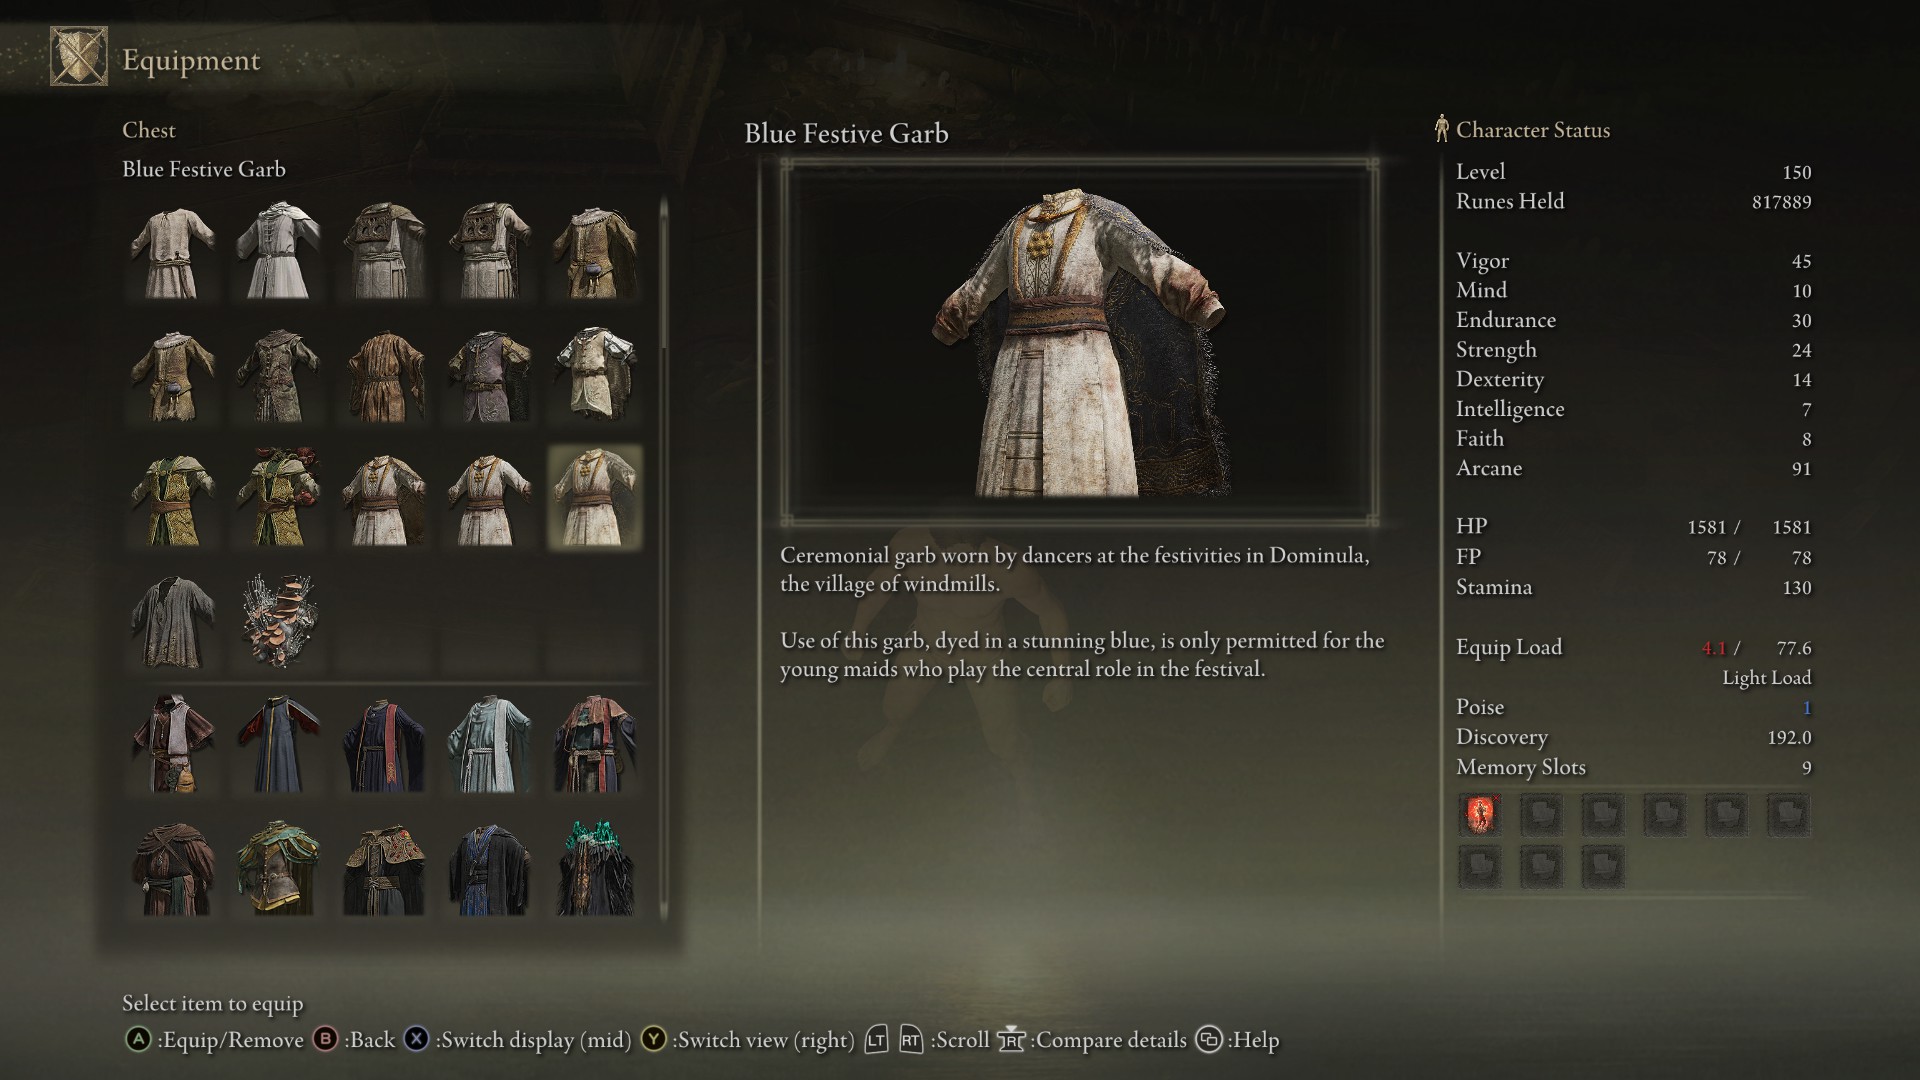 Equipment
Chest
Blue Festive Garb
Blue Festive Garb
Ceremonial garb worn by dancers at the festivities in Dominula,
the village of windmills.
Use of this garb, dyed in a stunning blue, is only permitted for the
young maids who play the central role in the festival.
Character Status
Level 150
Runes Held 817889
Vigor 45
Mind 10
Endurance 30
Strength 24
Dexterity 14
Intelligence 7
Faith 8
Arcane 91
HP 1581 / 1581
FP 78 / 78
Stamina 130
Equip Load 4.1 / 77.6
Light Load
Poise 1
Discovery 192.0
Memory Slots 9
Select item to equip
A :Equip/Remove B :Back X :Switch display (mid) Y :Switch view (right) LT RT :Scroll R :Compare details :Help